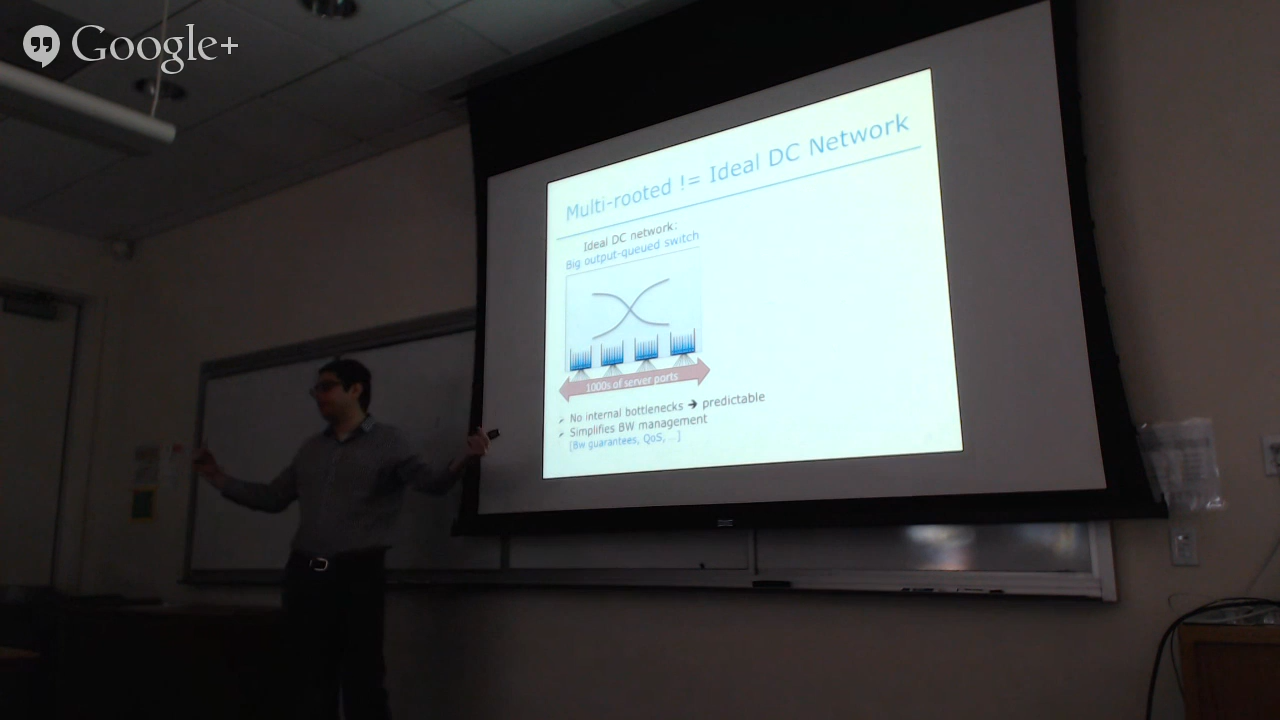 Google+
Multi-rooted != Ideal DC Network
Ideal DC network:
Big output-queued switch
1000s of server ports
No internal bottlenecks → predictable
Simplifies BW management
[Bw guarantees, QoS, …]